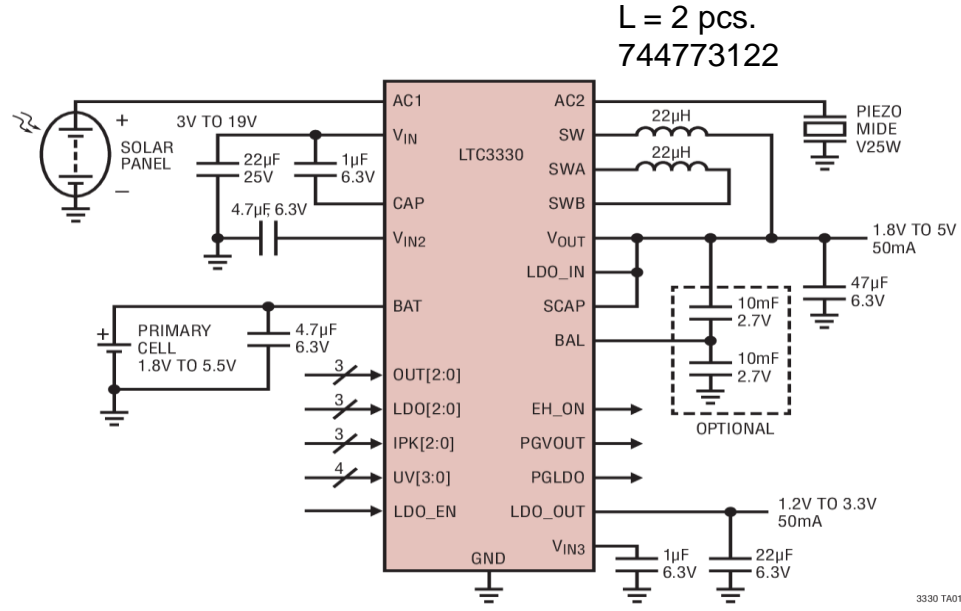 L = 2 pcs.
744773122
AC1
AC2
3V TO 19V
VIN
SW
22µH
LTC3330
SOLAR
PANEL
+
–
22µF
25V
1µF
6.3V
SWA
22µH
PIEZO
MIDE
V25W
CAP
SWB
4.7µF, 6.3V
VIN2
VOUT
1.8V TO 5V
50mA
LDO_IN
BAT
SCAP
47µF
6.3V
+
PRIMARY
CELL
1.8V TO 5.5V
4.7µF
6.3V
10mF
2.7V
BAL
10mF
2.7V
OPTIONAL
3
OUT[2:0]
3
LDO[2:0]
EH_ON
3
IPK[2:0]
PGVOUT
4
UV[3:0]
PGLDO
LDO_EN
LDO_OUT
1.2V TO 3.3V
50mA
VIN3
GND
1µF
6.3V
22µF
6.3V
3330 TA01